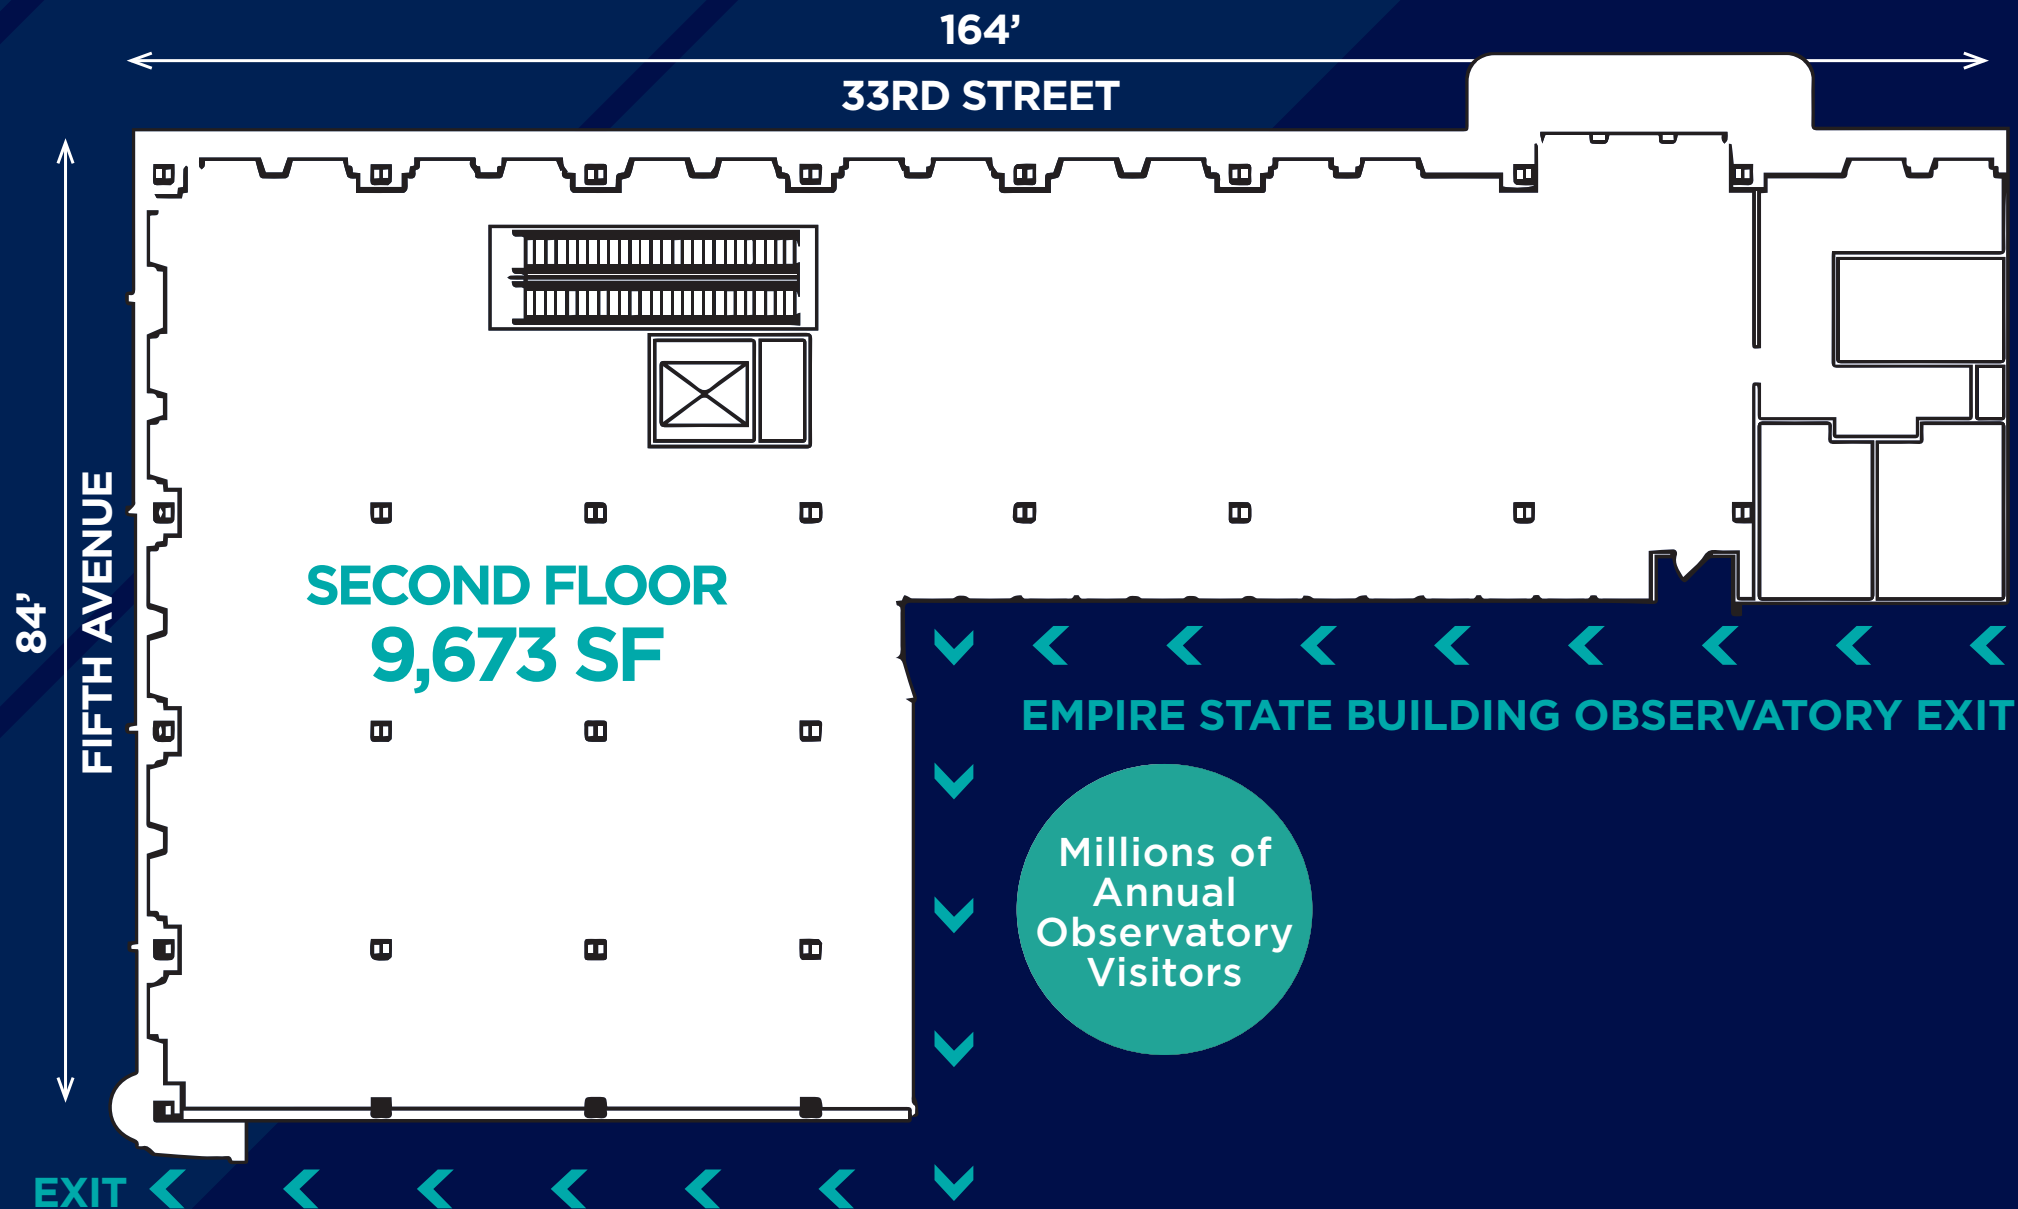 164’
33RD STREET
84’
FIFTH AVENUE
SECOND FLOOR
9,673 SF
EMPIRE STATE BUILDING OBSERVATORY EXIT
Millions of
Annual
Observatory
Visitors
EXIT